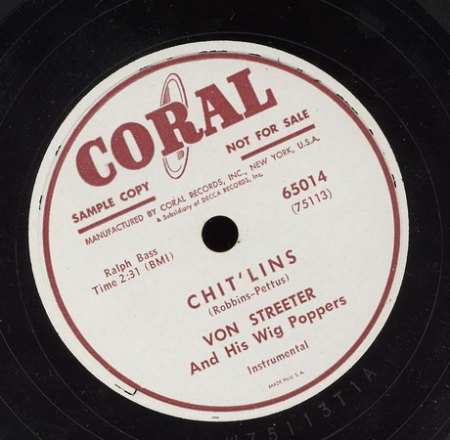 CORAL
SAMPLE COPY
NOT FOR SALE
MANUFACTURED BY CORAL RECORDS, INC., NEW YORK, U.S.A.
A Subsidiary of DECCA RECORDS, Inc.
65014
(75113)
Ralph Bass
Time 2:31 (BMI)
CHIT'LINS
(Robbins-Pettus)
VON STREETER
And His Wig Poppers
Instrumental
MADE IN U.S.A.
75113T1A